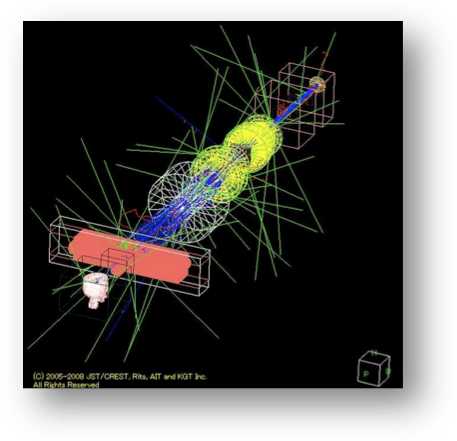 (C) 2005-2008 JST/CREST, Rits, AIT and KGT Inc.
All Rights Reserved